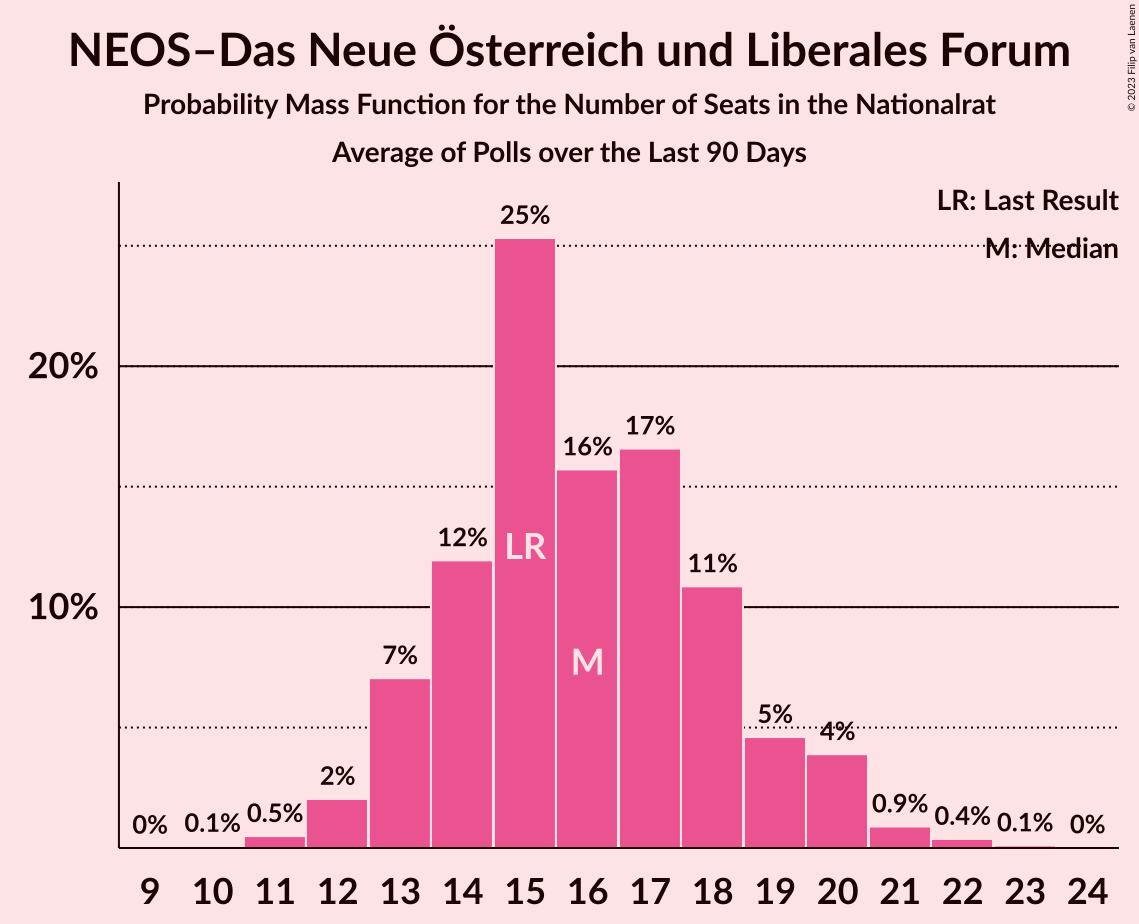 NEOS–Das Neue Österreich und Liberales Forum
Probability Mass Function for the Number of Seats in the Nationalrat
Average of Polls over the Last 90 Days
© 2023 Filip van Laenen
LR: Last Result
M: Median
25%
20%
17%
16%
12%
LR
11%
10%
7%
M
5%
4%
2%
0% 0.1% 0.5% 0.9% 0.4% 0.1% 0%
9 10 11 12 13 14 15 16 17 18 19 20 21 22 23 24